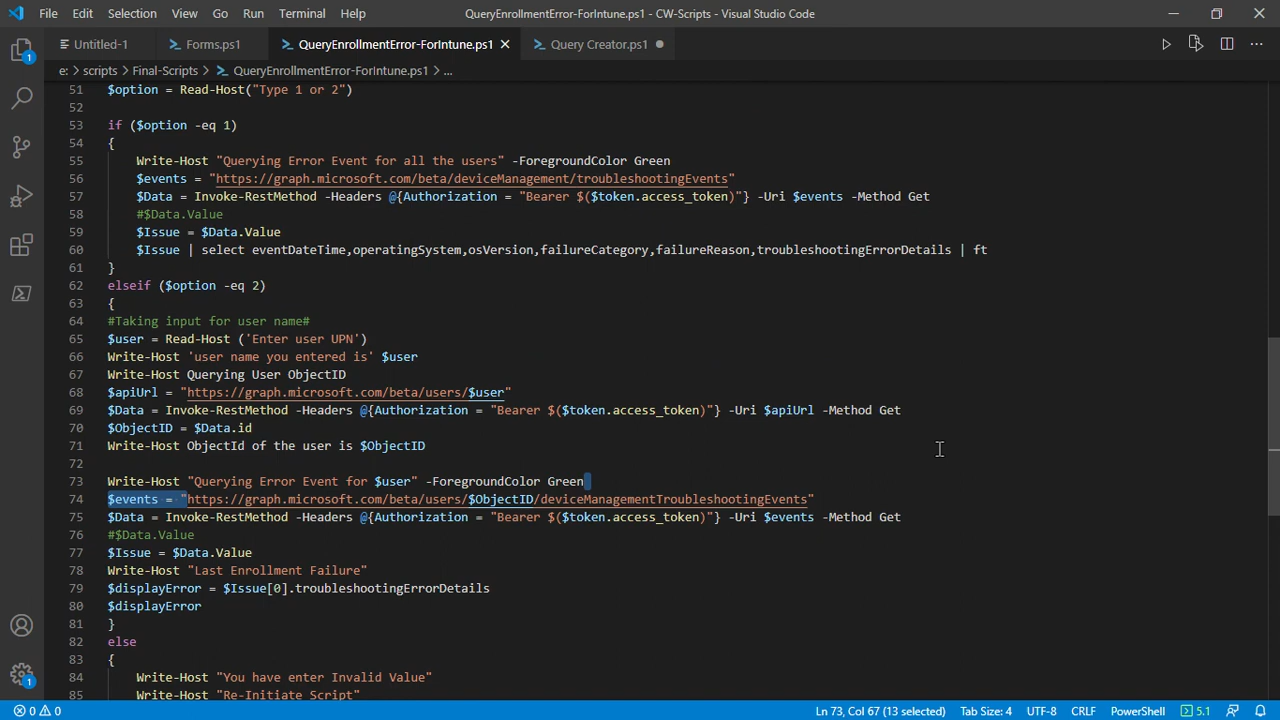 File Edit Selection View Go Run Terminal Help QueryEnrollmentError-ForIntune.ps1 - CW-Scripts - Visual Studio Code
Untitled-1 Forms.ps1 QueryEnrollmentError-ForIntune.ps1 Query Creator.ps1
e: > scripts > Final-Scripts > QueryEnrollmentError-ForIntune.ps1 > ...
51 $option = Read-Host("Type 1 or 2")
52
53 if ($option -eq 1)
54 {
55 Write-Host "Querying Error Event for all the users" -ForegroundColor Green
56 $events = "https://graph.microsoft.com/beta/deviceManagement/troubleshootingEvents"
57 $Data = Invoke-RestMethod -Headers @{Authorization = "Bearer $($token.access_token)"} -Uri $events -Method Get
58 #$Data.Value
59 $Issue = $Data.Value
60 $Issue | select eventDateTime,operatingSystem,osVersion,failureCategory,failureReason,troubleshootingErrorDetails | ft
61 }
62 elseif ($option -eq 2)
63 {
64 #Taking input for user name#
65 $user = Read-Host ('Enter user UPN')
66 Write-Host 'user name you entered is' $user
67 Write-Host Querying User ObjectID
68 $apiUrl = "https://graph.microsoft.com/beta/users/$user"
69 $Data = Invoke-RestMethod -Headers @{Authorization = "Bearer $($token.access_token)"} -Uri $apiUrl -Method Get
70 $ObjectID = $Data.id
71 Write-Host ObjectId of the user is $ObjectID
72
73 Write-Host "Querying Error Event for $user" -ForegroundColor Green
74 $events = "https://graph.microsoft.com/beta/users/$ObjectID/deviceManagementTroubleshootingEvents"
75 $Data = Invoke-RestMethod -Headers @{Authorization = "Bearer $($token.access_token)"} -Uri $events -Method Get
76 #$Data.Value
77 $Issue = $Data.Value
78 Write-Host "Last Enrollment Failure"
79 $displayError = $Issue[0].troubleshootingErrorDetails
80 $displayError
81 }
82 else
83 {
84 Write-Host "You have enter Invalid Value"
85 Write-Host "Re-Initiate Script"
1
1
0 0 Ln 73, Col 67 (13 selected) Tab Size: 4 UTF-8 CRLF PowerShell 5.1